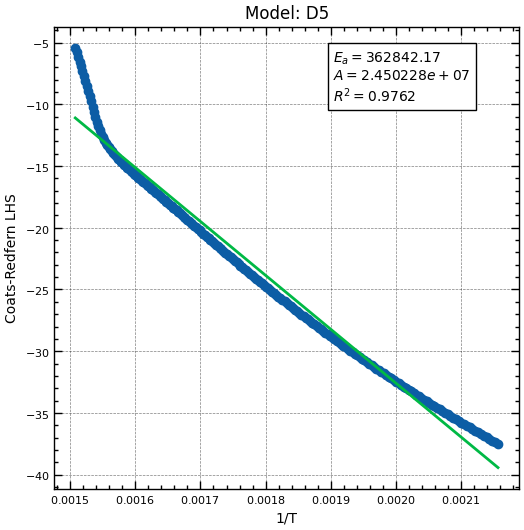 Model: D5
E_a = 362842.17
A = 2.450228e + 07
R² = 0.9762
Coats-Redfern LHS
−5
−10
−15
−20
−25
−30
−35
−40
0.0015 0.0016 0.0017 0.0018 0.0019 0.0020 0.0021
1/T